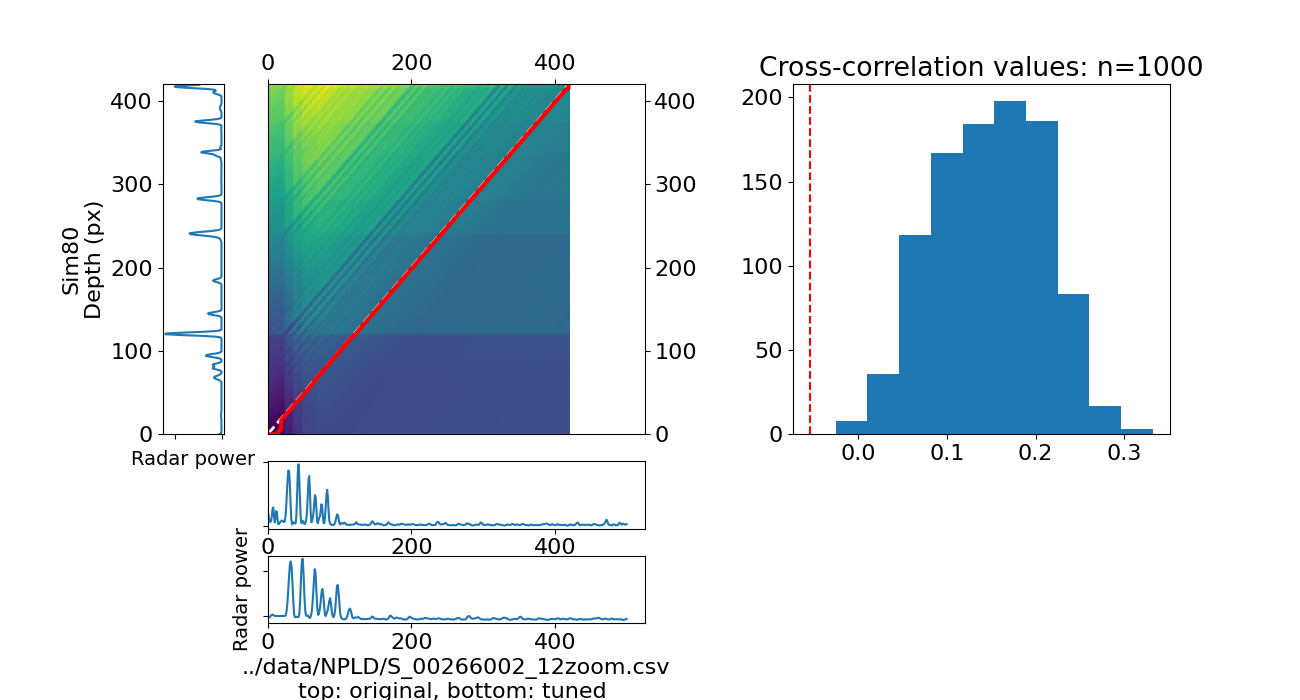 0 200 400
Cross-correlation values: n=1000
400
300
200
100
0
Sim80
Depth (px)
400
300
200
100
0
200
150
100
50
0
0.0 0.1 0.2 0.3
Radar power
0 200 400
Radar power
0 200 400
../data/NPLD/S_00266002_12zoom.csv
top: original, bottom: tuned